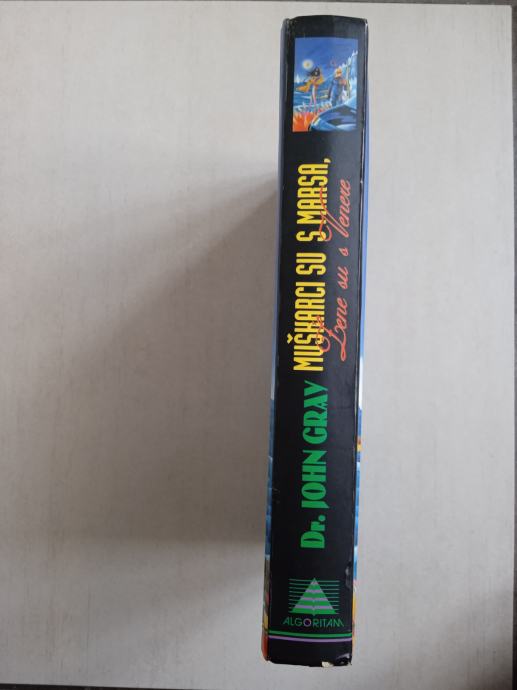 Dr. JOHN GRAY
MUŠKARCI SU S MARSA,
Žene su s Venere
ALGORITAM